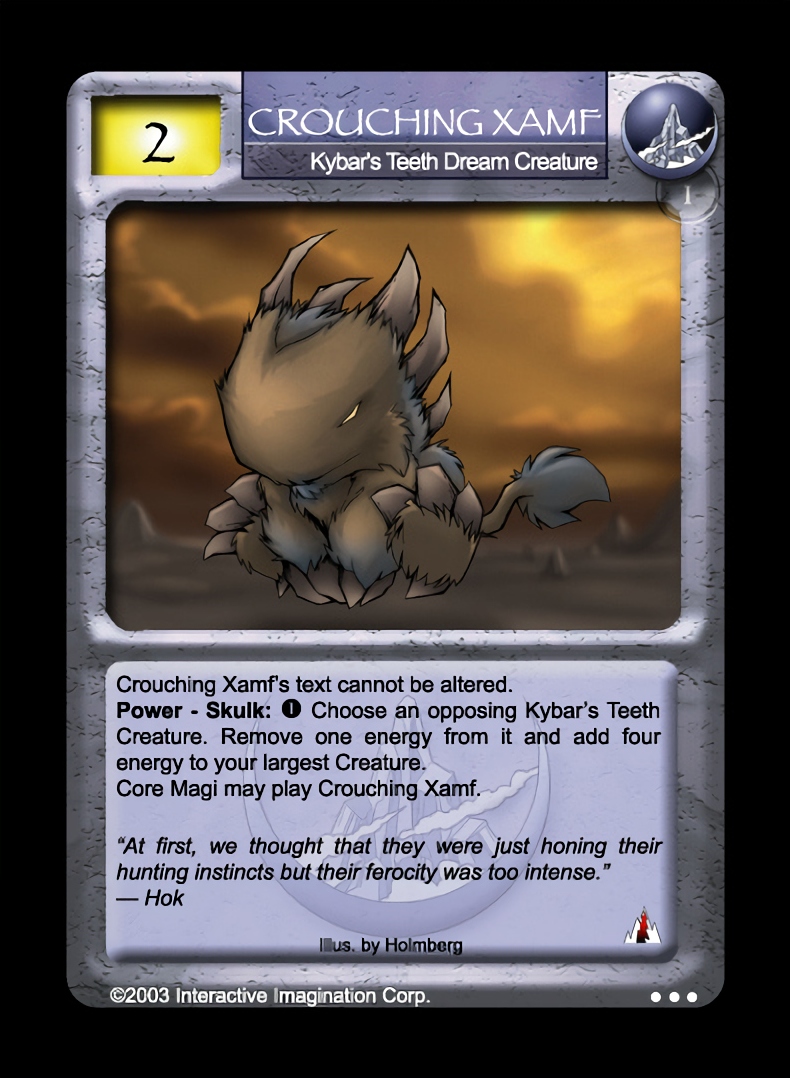 2
CROUCHING XAMF
Kybar's Teeth Dream Creature
1
Crouching Xamf's text cannot be altered.
Power - Skulk: ❶ Choose an opposing Kybar's Teeth
Creature. Remove one energy from it and add four
energy to your largest Creature.
Core Magi may play Crouching Xamf.
“At first, we thought that they were just honing their
hunting instincts but their ferocity was too intense.”
— Hok
Illus. by Holmberg
©2003 Interactive Imagination Corp.